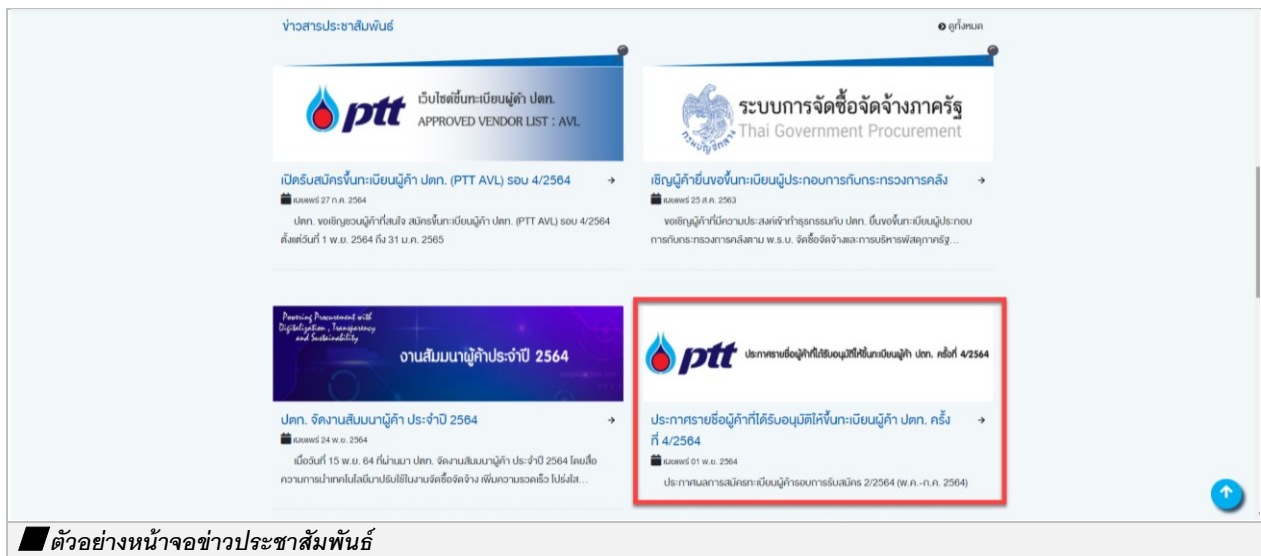 ข่าวสารประชาสัมพันธ์
ดูทั้งหมด
ptt
เว็บไซต์ขึ้นทะเบียนผู้ค้า ปตท.
APPROVED VENDOR LIST : AVL
เปิดรับสมัครขึ้นทะเบียนผู้ค้า ปตท. (PTT AVL) รอบ 4/2564
เผยแพร่ 27 ก.ค. 2564
ปตท. ขอเชิญชวนผู้ค้าที่สนใจ สมัครขึ้นทะเบียนผู้ค้า ปตท. (PTT AVL) รอบ 4/2564
ตั้งแต่วันที่ 1 พ.ย. 2564 ถึง 31 ม.ค. 2565
กรมบัญชีกลาง
ระบบการจัดซื้อจัดจ้างภาครัฐ
Thai Government Procurement
เชิญผู้ค้ายื่นขอขึ้นทะเบียนผู้ประกอบการกับกระทรวงการคลัง
เผยแพร่ 25 ส.ค. 2563
ขอเชิญผู้ค้าที่มีความประสงค์เข้าทำธุรกรรมกับ ปตท. ยื่นขอขึ้นทะเบียนผู้ประกอบ
การกับกระทรวงการคลังตาม พ.ร.บ. จัดซื้อจัดจ้างและการบริหารพัสดุภาครัฐ...
Powering Procurement with
Digitalization , Transparency
and Sustainability
งานสัมมนาผู้ค้าประจำปี 2564
ปตท. จัดงานสัมมนาผู้ค้า ประจำปี 2564
เผยแพร่ 24 พ.ย. 2564
เมื่อวันที่ 15 พ.ย. 64 ที่ผ่านมา ปตท. จัดงานสัมมนาผู้ค้า ประจำปี 2564 โดยสื่อ
ความการนำเทคโนโลยีมาปรับใช้ในงานจัดซื้อจัดจ้าง เพิ่มความรวดเร็ว โปร่งใส...
ptt
ประกาศรายชื่อผู้ค้าที่ได้รับอนุมัติให้ขึ้นทะเบียนผู้ค้า ปตท. ครั้งที่ 4/2564
ประกาศรายชื่อผู้ค้าที่ได้รับอนุมัติให้ขึ้นทะเบียนผู้ค้า ปตท. ครั้ง
ที่ 4/2564
เผยแพร่ 01 พ.ย. 2564
ประกาศผลการสมัครทะเบียนผู้ค้ารอบการรับสมัคร 2/2564 (พ.ค.-ก.ค. 2564)
ตัวอย่างหน้าจอข่าวประชาสัมพันธ์